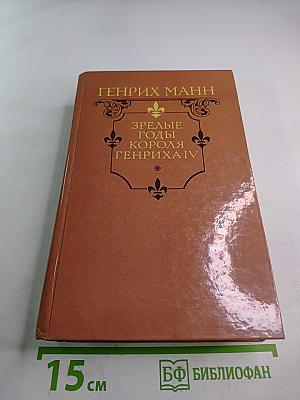 ГЕНРИХ МАНН
ЗРЕЛЫЕ
ГОДЫ
КОРОЛЯ
ГЕНРИХА IV
15 см
БФ БИБЛИОФАН